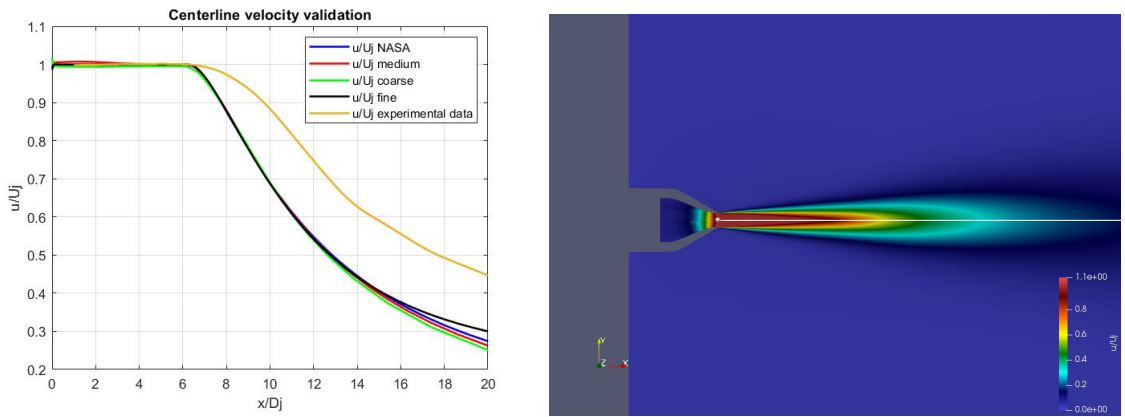 Centerline velocity validation
1.1
1
0.9
0.8
0.7
0.6
0.5
0.4
0.3
0.2
u/Uj
0 2 4 6 8 10 12 14 16 18 20
x/Dj
u/Uj NASA
u/Uj medium
u/Uj coarse
u/Uj fine
u/Uj experimental data
Y
Z X
1.1e+00
1
0.8
0.6
0.4
0.2
0.0e+00
u/Uj